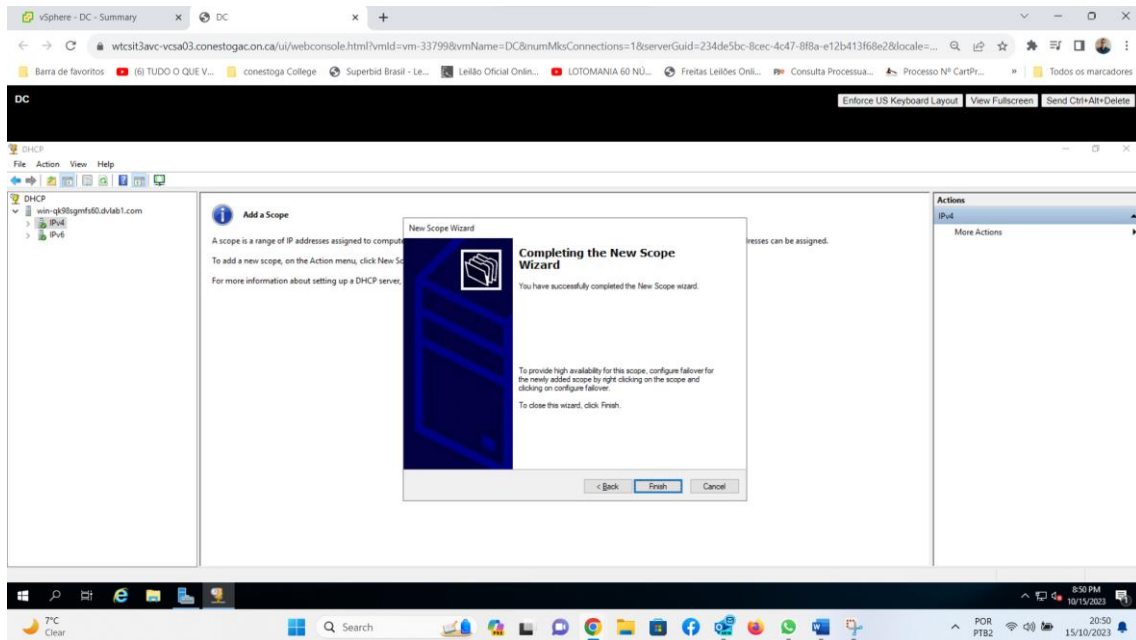 vSphere - DC - Summary
DC
wtcsit3avc-vcsa03.conestogac.on.ca/ui/webconsole.html?vmId=vm-33799&vmName=DC&numMksConnections=1&serverGuid=234de5bc-8cec-4c47-8f8a-e12b413f68e2&locale=...
Barra de favoritos (6) TUDO O QUE V... conestoga College Superbid Brasil - Le... Leilão Oficial Onlin... LOTOMANIA 60 NÚ... Freitas Leilões Onli... Consulta Processua... Processo Nº CartPr... » Todos os marcadores
DC
Enforce US Keyboard Layout View Fullscreen Send Ctrl+Alt+Delete
DHCP
File Action View Help
DHCP
win-qk98sgmfs60.dvlab1.com
IPv4
IPv6
Add a Scope
A scope is a range of IP addresses assigned to compute
resses can be assigned.
To add a new scope, on the Action menu, click New Sc
For more information about setting up a DHCP server,
New Scope Wizard
Completing the New Scope
Wizard
You have successfully completed the New Scope wizard.
To provide high availability for this scope, configure failover for
the newly added scope by right clicking on the scope and
clicking on configure failover.
To close this wizard, click Finish.
< Back Finish Cancel
Actions
IPv4
More Actions
8:50 PM
10/15/2023
7°C
Clear
Search
POR
PTB2
20:50
15/10/2023